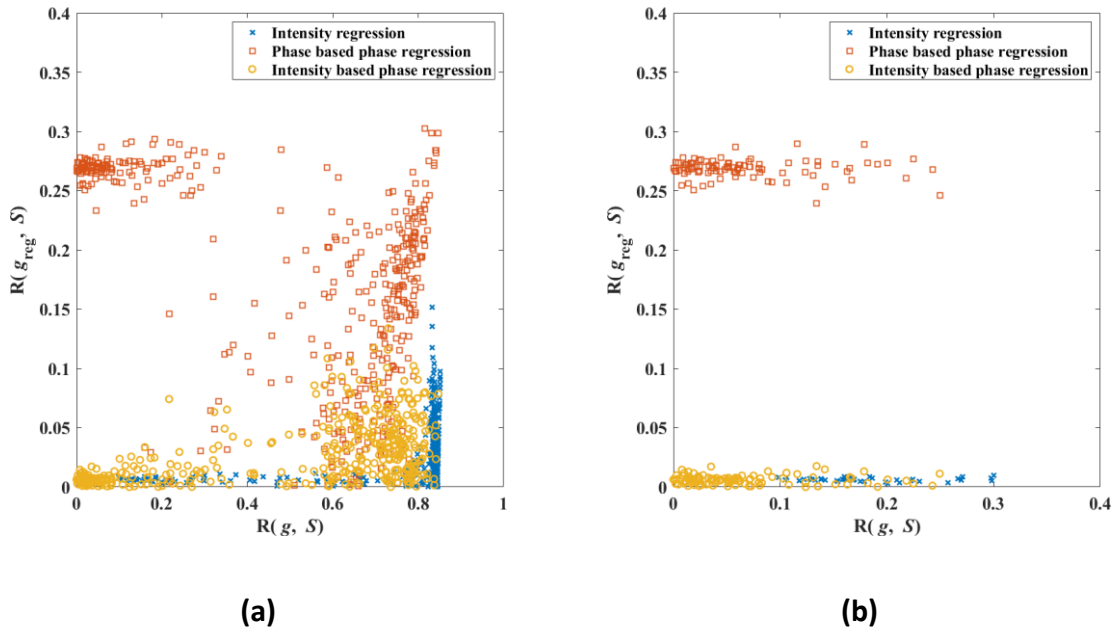 0.4
0.35
0.3
0.25
0.2
0.15
0.1
0.05
0
R( g_reg, S)
0 0.2 0.4 0.6 0.8 1
R( g, S)
Intensity regression
Phase based phase regression
Intensity based phase regression
(a)
0.4
0.35
0.3
0.25
0.2
0.15
0.1
0.05
0
R( g_reg, S)
0 0.1 0.2 0.3 0.4
R( g, S)
Intensity regression
Phase based phase regression
Intensity based phase regression
(b)